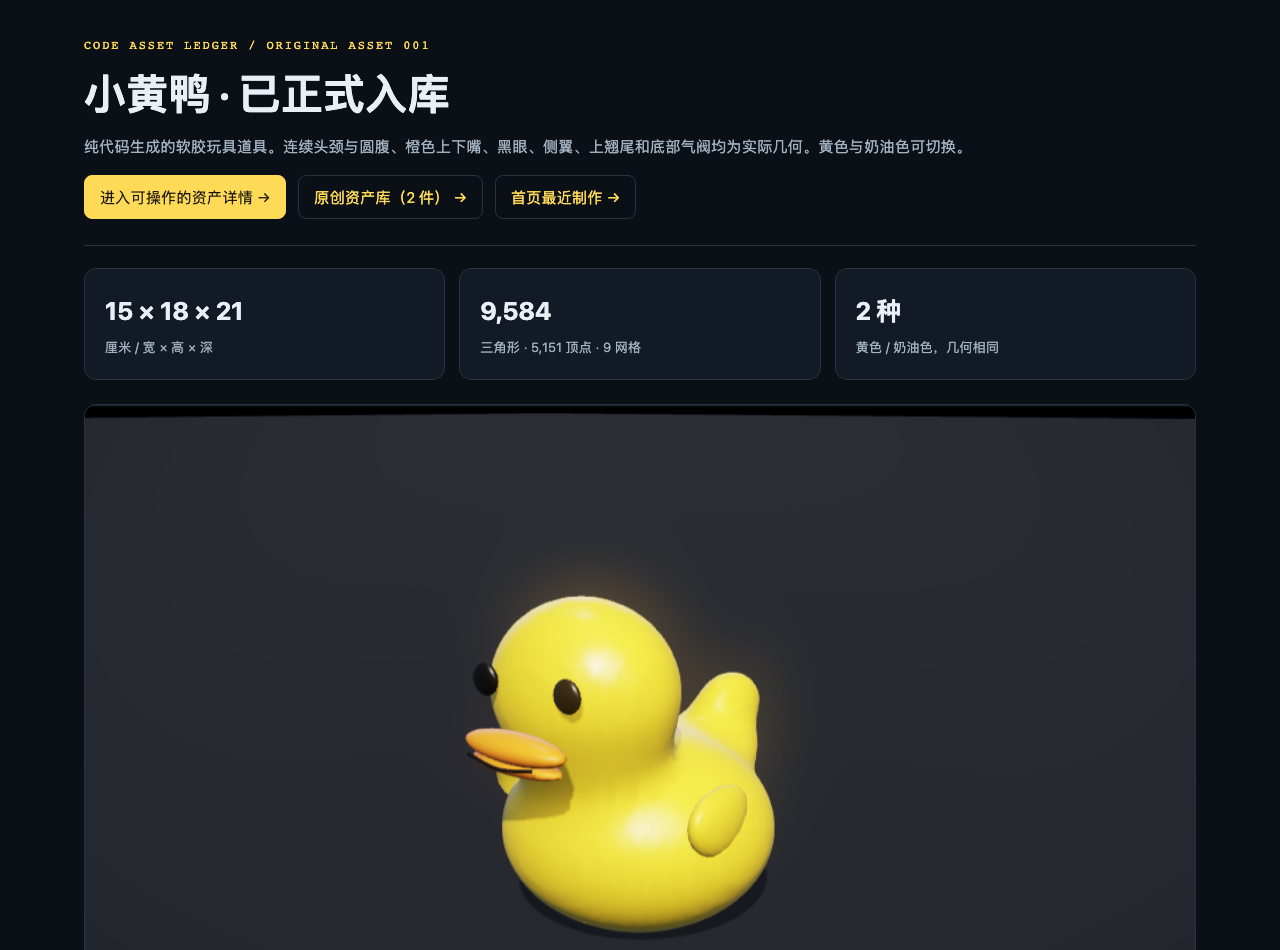 CODE ASSET LEDGER / ORIGINAL ASSET 001
小黄鸭 · 已正式入库
纯代码生成的软胶玩具道具。连续头颈与圆腹、橙色上下嘴、黑眼、侧翼、上翘尾和底部气阀均为实际几何。黄色与奶油色可切换。
进入可操作的资产详情 →
原创资产库（2 件） →
首页最近制作 →
15 × 18 × 21
厘米 / 宽 × 高 × 深
9,584
三角形 · 5,151 顶点 · 9 网格
2 种
黄色 / 奶油色，几何相同